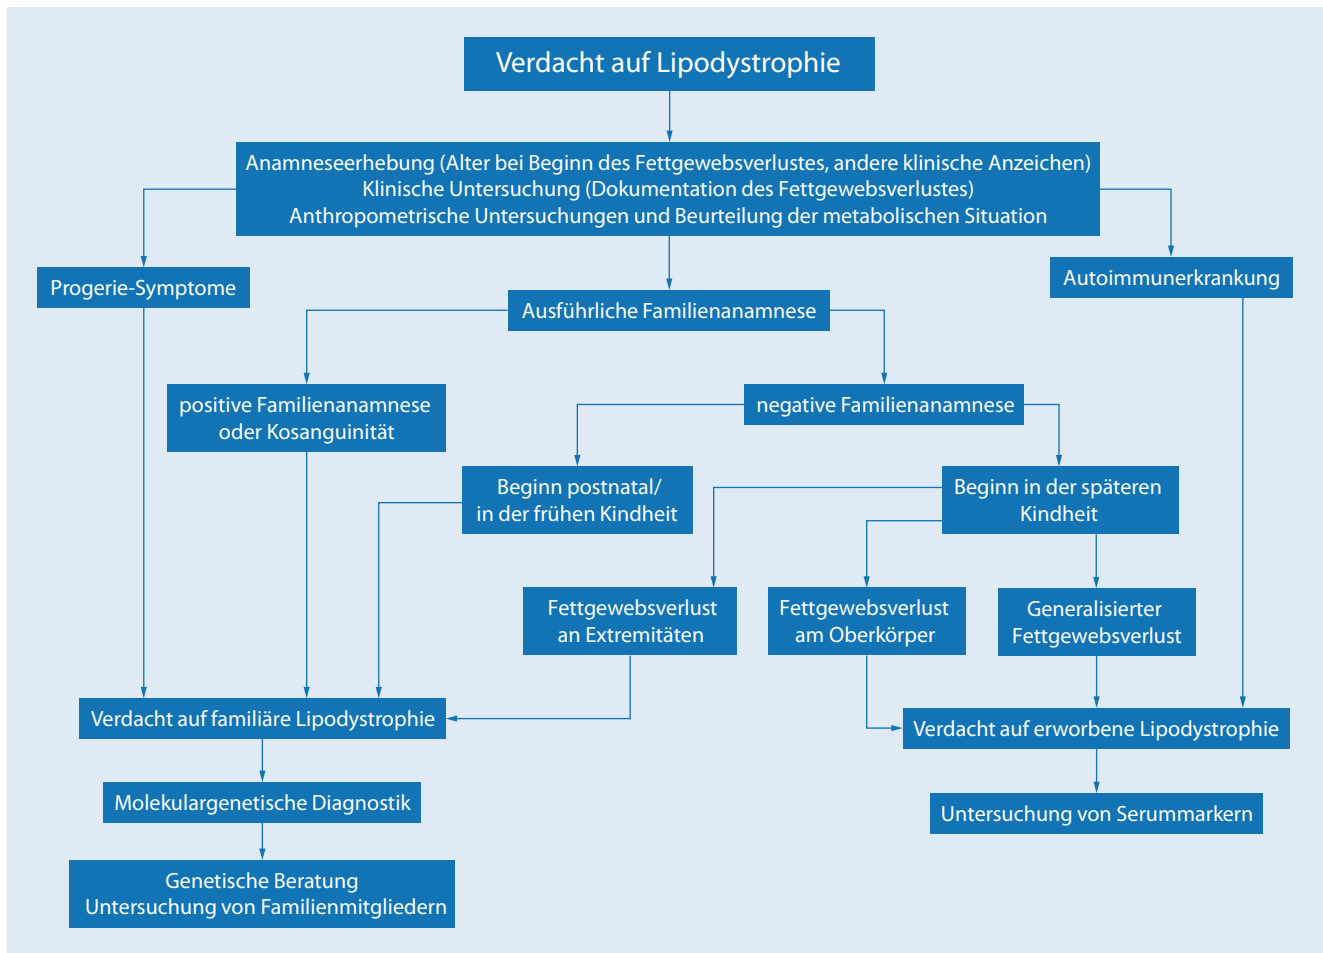 Verdacht auf Lipodystrophie
Anamneseerhebung (Alter bei Beginn des Fettgewebsverlustes, andere klinische Anzeichen)
Klinische Untersuchung (Dokumentation des Fettgewebsverlustes)
Anthropometrische Untersuchungen und Beurteilung der metabolischen Situation
Progerie-Symptome
Autoimmunerkrankung
Ausführliche Familienanamnese
positive Familienanamnese
oder Kosanguinität
negative Familienanamnese
Beginn postnatal/
in der frühen Kindheit
Beginn in der späteren
Kindheit
Fettgewebsverlust
an Extremitäten
Fettgewebsverlust
am Oberkörper
Generalisierter
Fettgewebsverlust
Verdacht auf familiäre Lipodystrophie
Verdacht auf erworbene Lipodystrophie
Molekulargenetische Diagnostik
Untersuchung von Serummarkern
Genetische Beratung
Untersuchung von Familienmitgliedern